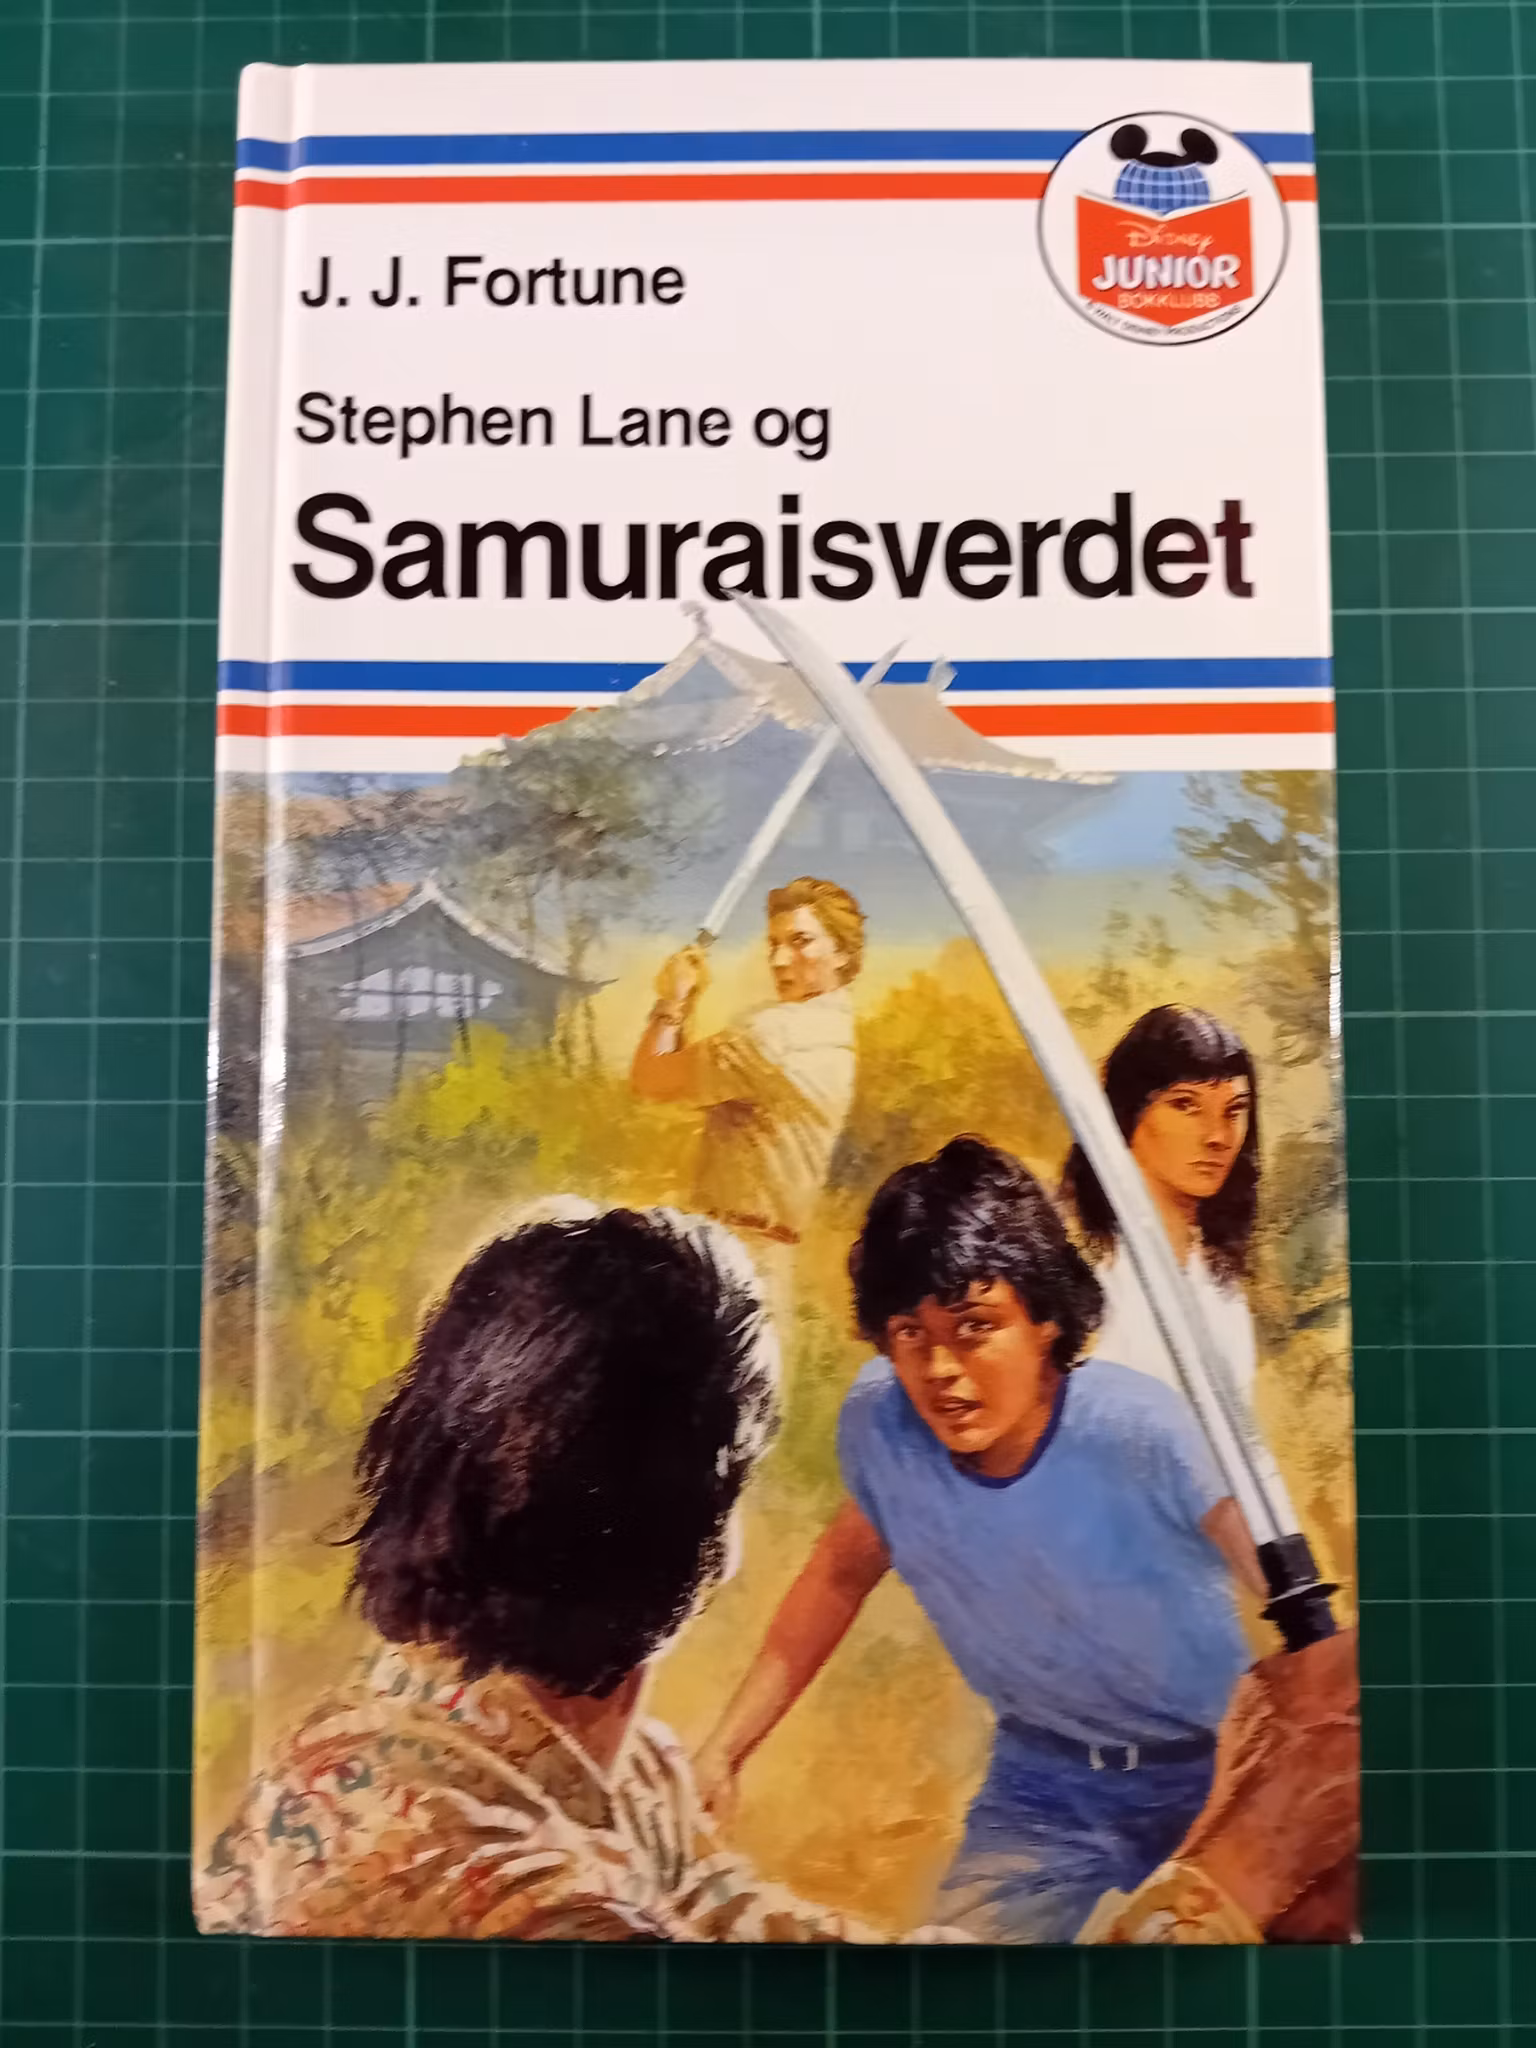 Disney
JUNIOR
BOKKLUBB
J. J. Fortune
Stephen Lane og
Samuraisverdet